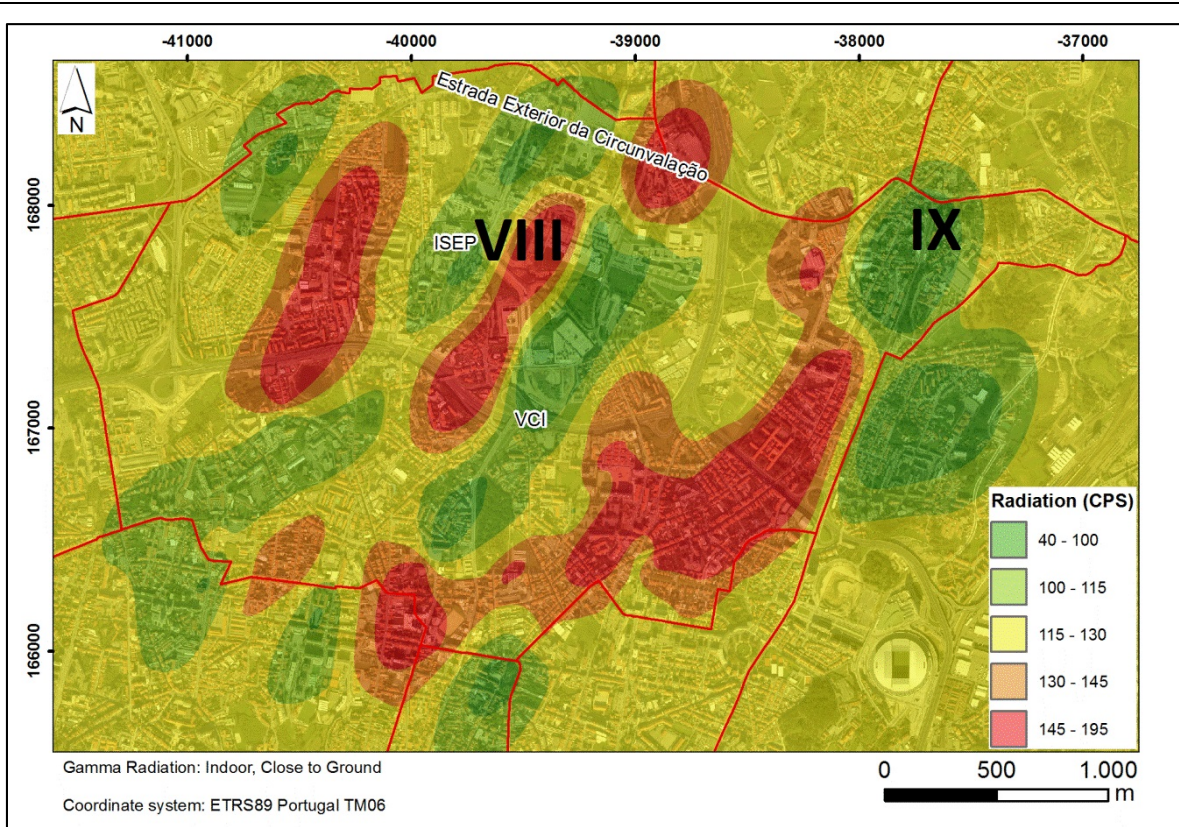 -41000 -40000 -39000 -38000 -37000
N
Estrada Exterior da Circunvalação
168000
ISEP
VIII
IX
167000
VCI
166000
Radiation (CPS)
40 - 100
100 - 115
115 - 130
130 - 145
145 - 195
Gamma Radiation: Indoor, Close to Ground
Coordinate system: ETRS89 Portugal TM06
0 500 1.000
m